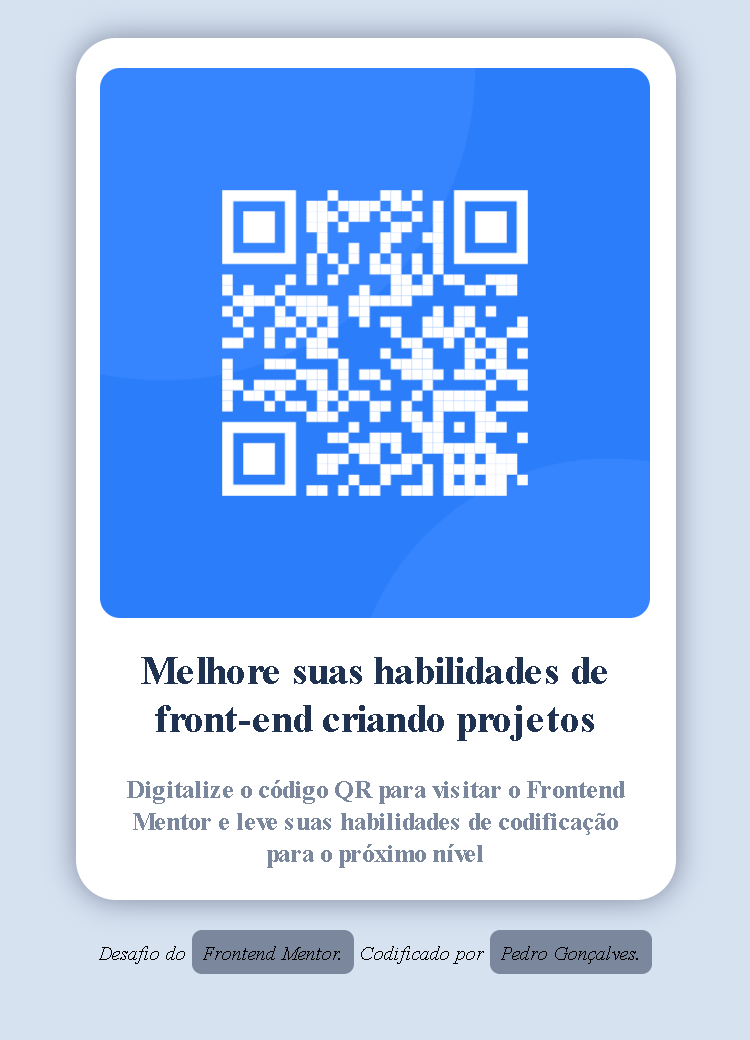 Melhore suas habilidades de
front-end criando projetos
Digitalize o código QR para visitar o Frontend
Mentor e leve suas habilidades de codificação
para o próximo nível
Desafio do Frontend Mentor. Codificado por Pedro Gonçalves.